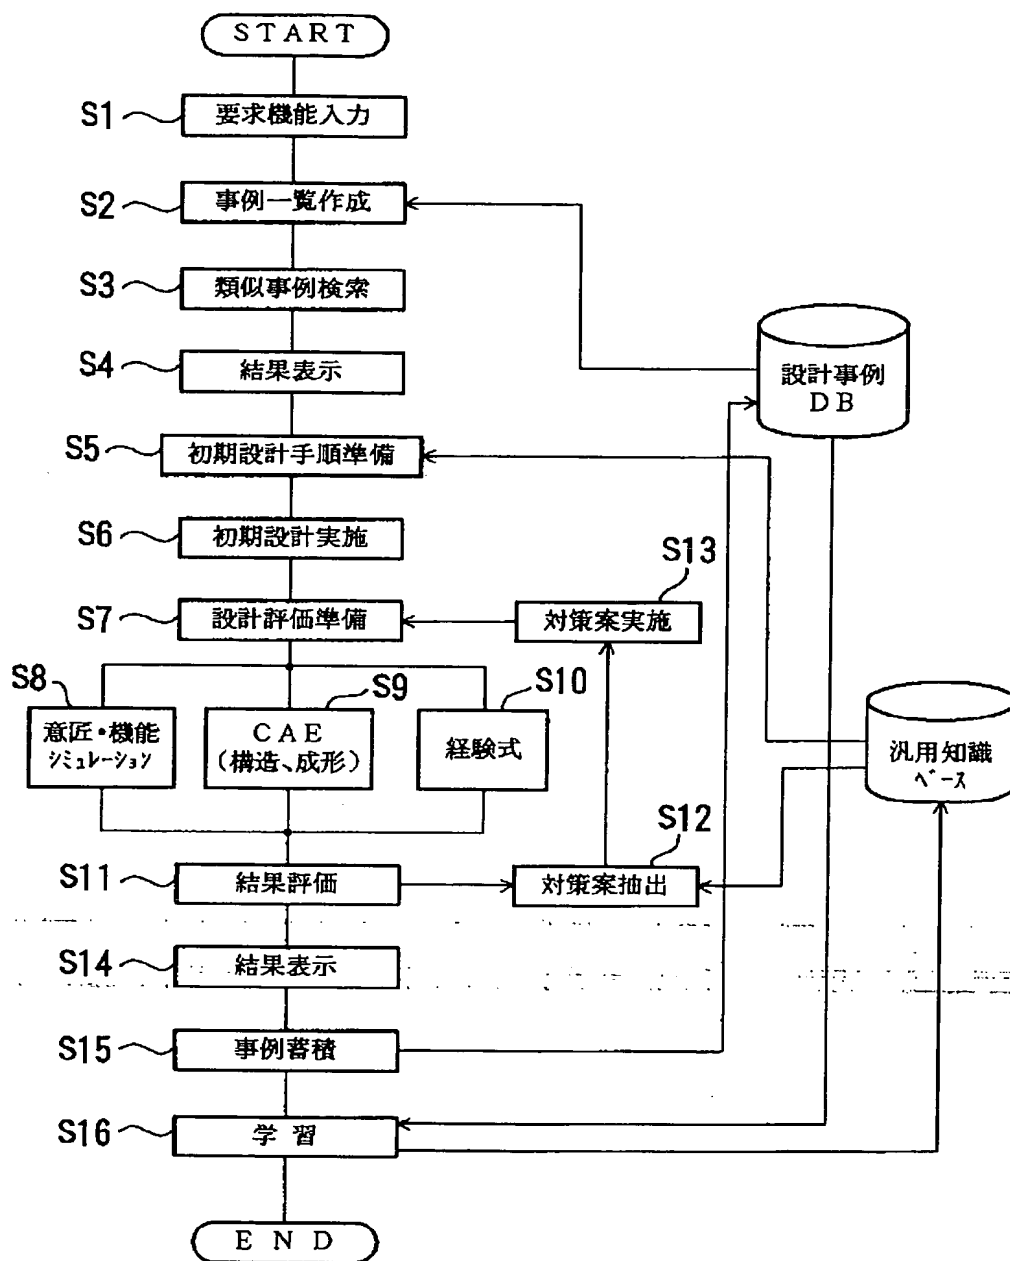 START
S1
要求機能入力
S2
事例一覧作成
S3
類似事例検索
S4
結果表示
設計事例
DB
S5
初期設計手順準備
S6
初期設計実施
S13
S7
設計評価準備
対策案実施
S8
意匠・機能
シミュレーション
S9
CAE
(構造、成形)
S10
経験式
汎用知識
ベース
S12
S11
結果評価
対策案抽出
S14
結果表示
S15
事例蓄積
S16
学習
END